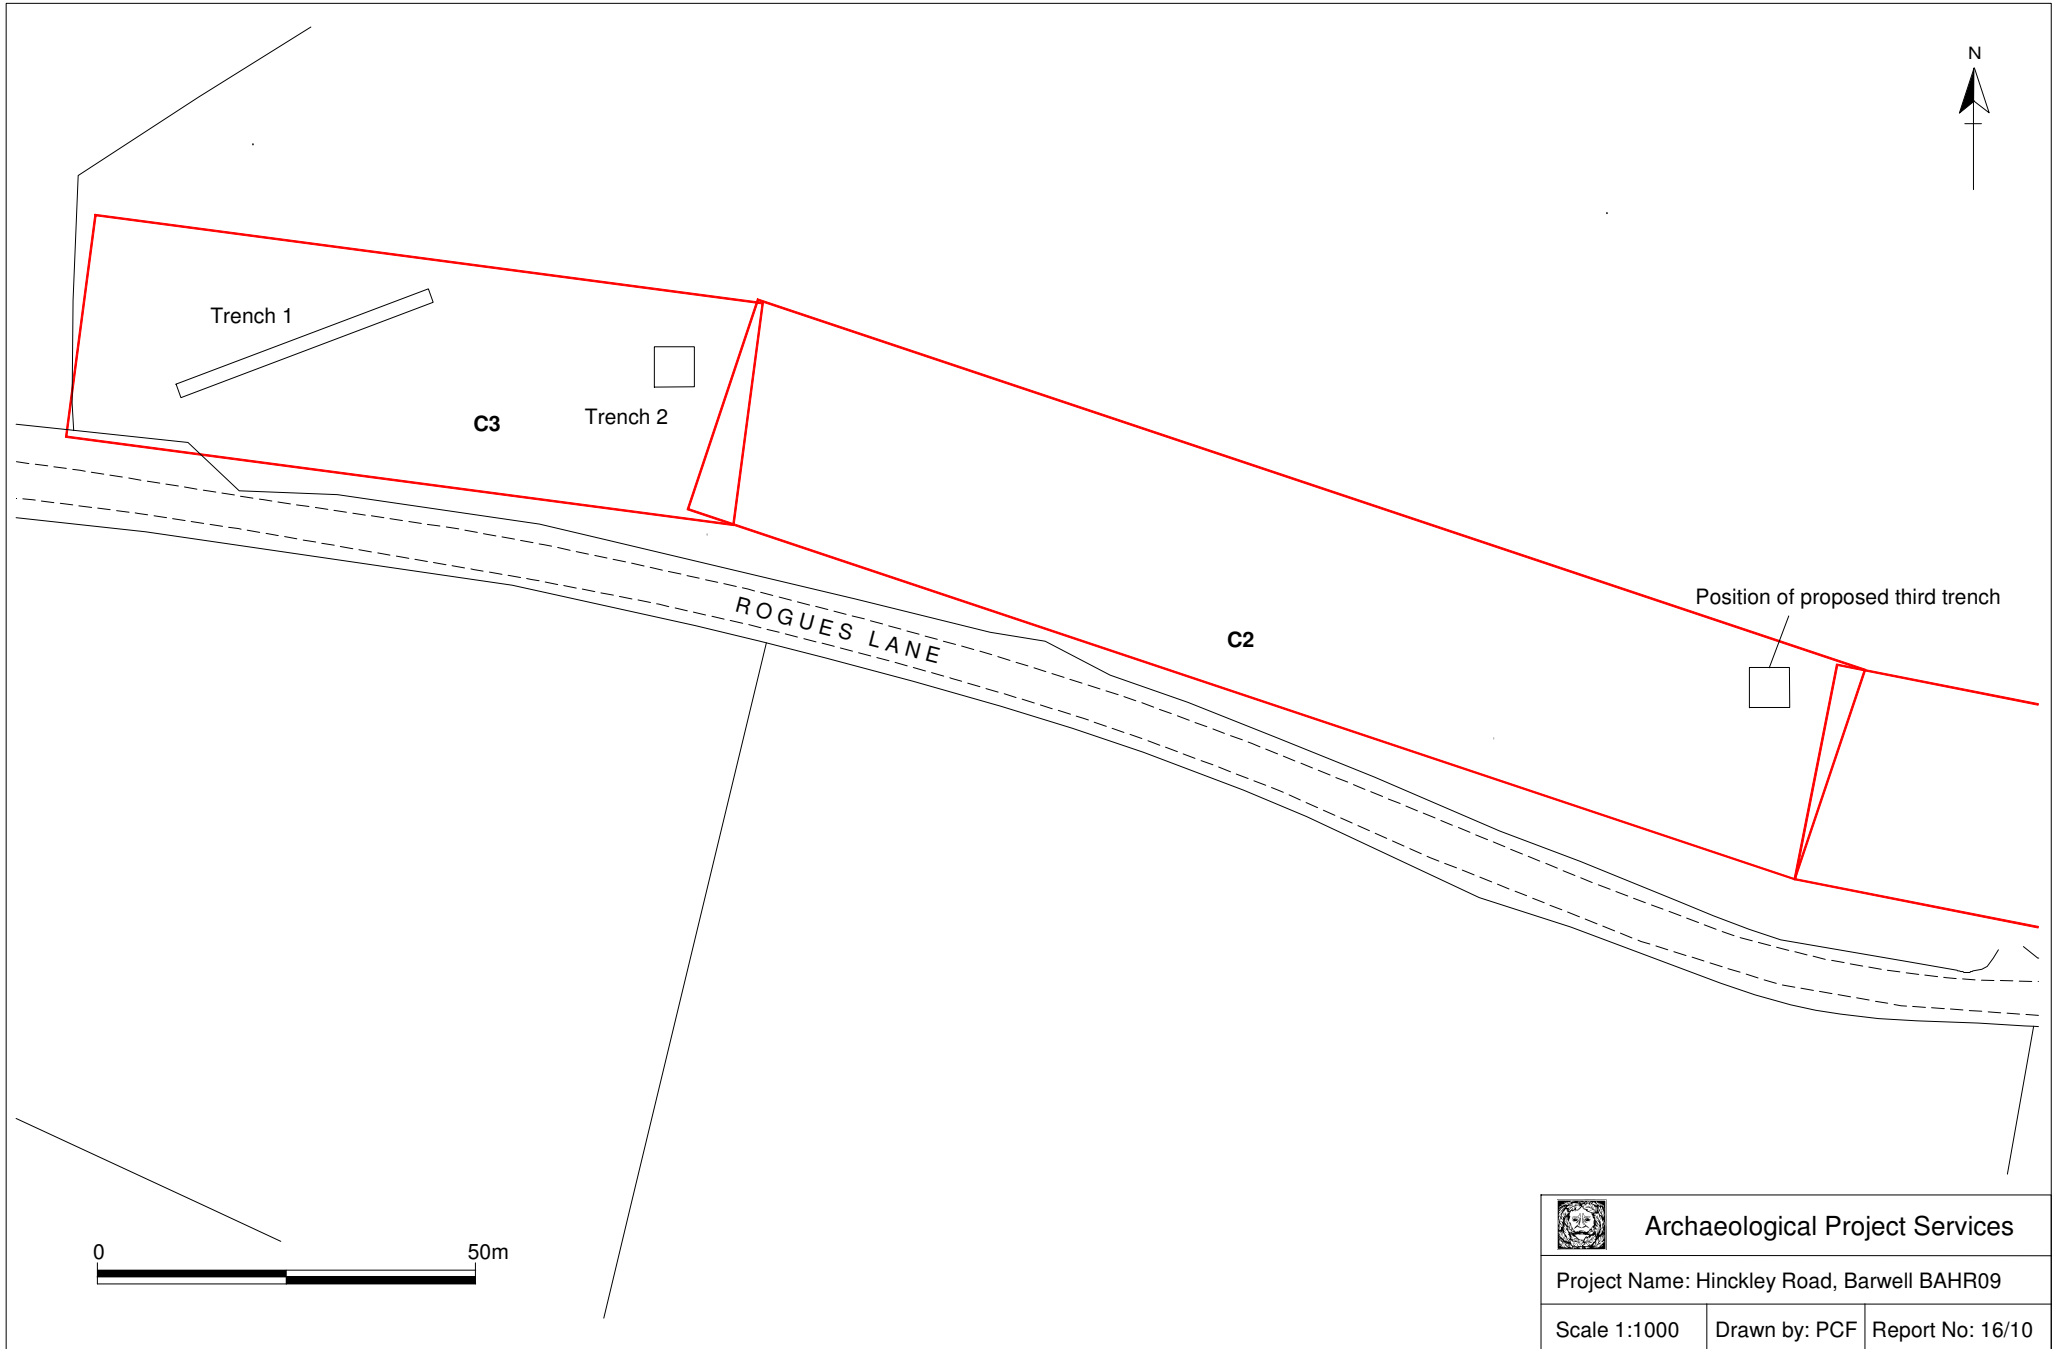 N
Trench 1
Trench 2
C3
Position of proposed third trench
ROGUES LANE
C2
0 50m
Archaeological Project Services
Project Name: Hinckley Road, Barwell BAHR09
Scale 1:1000 Drawn by: PCF Report No: 16/10